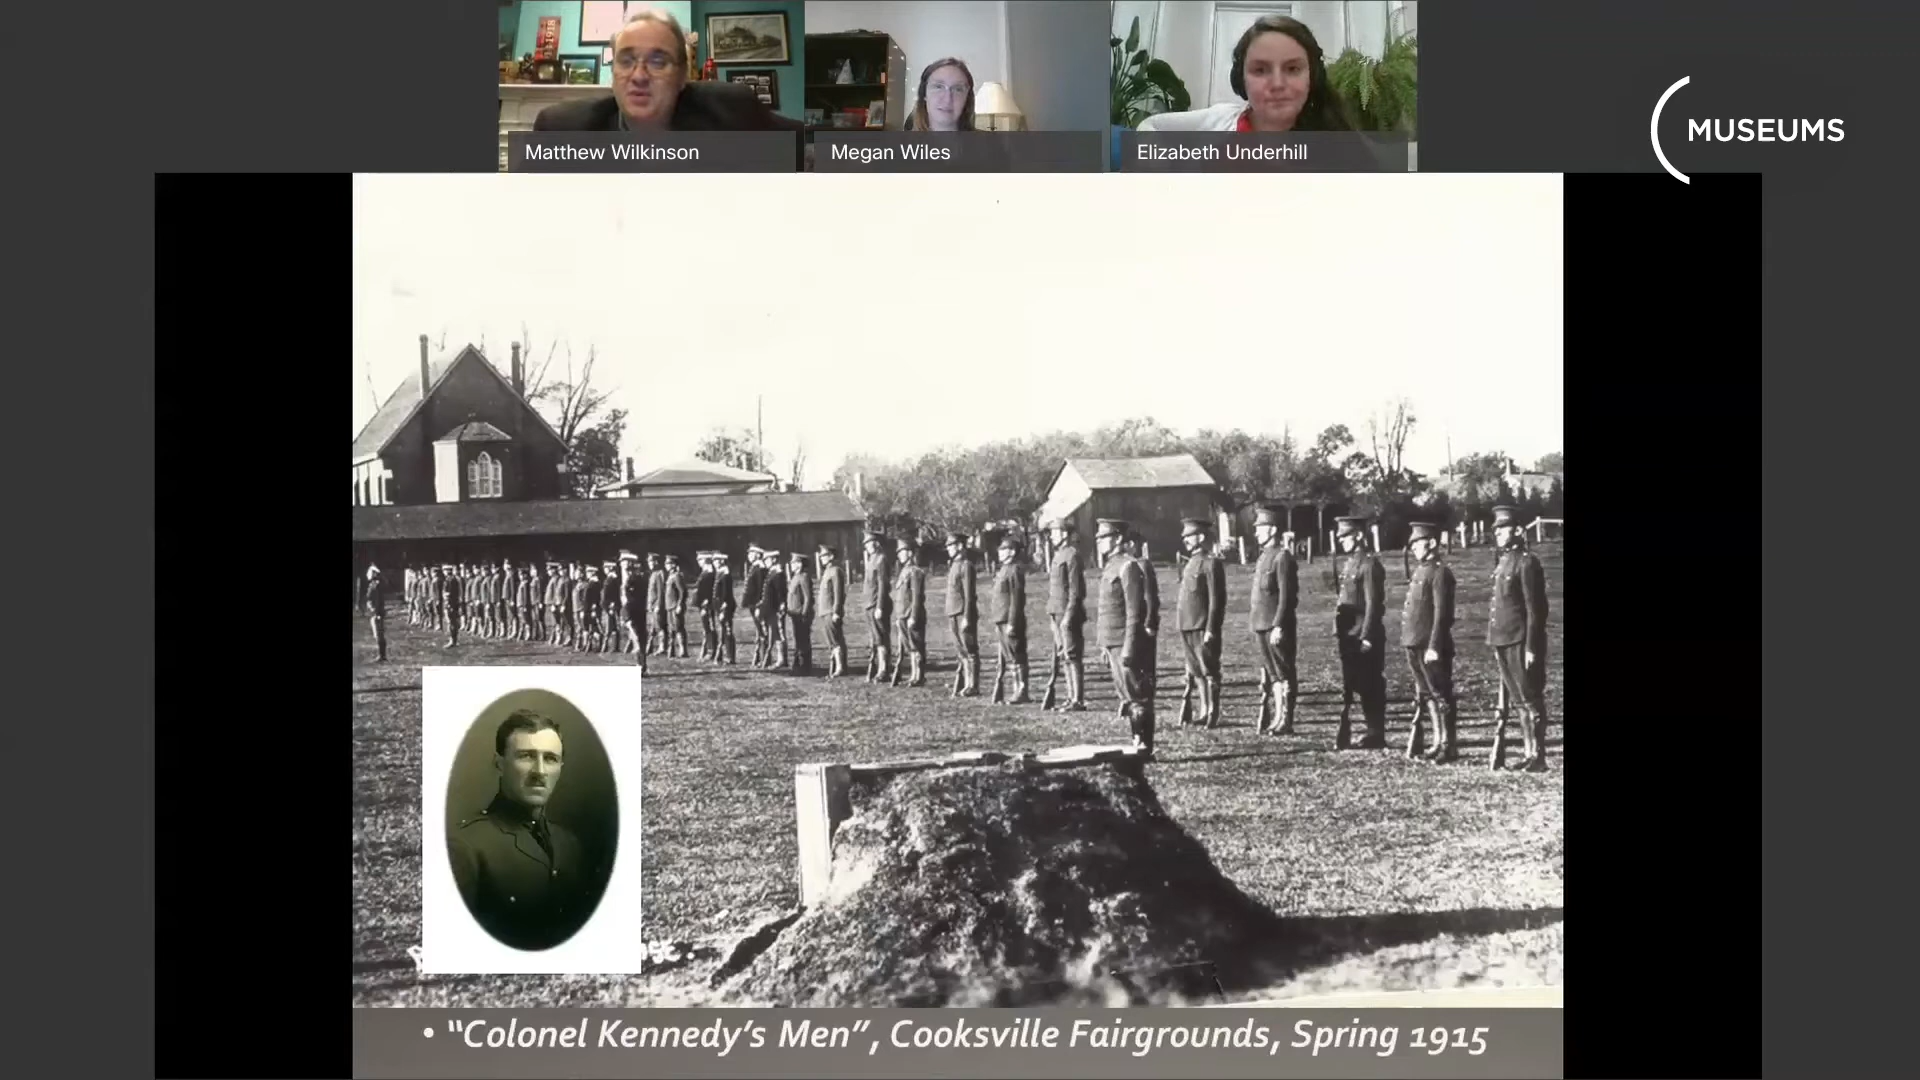 Matthew Wilkinson
Megan Wiles
Elizabeth Underhill
MUSEUMS
• "Colonel Kennedy's Men", Cooksville Fairgrounds, Spring 1915